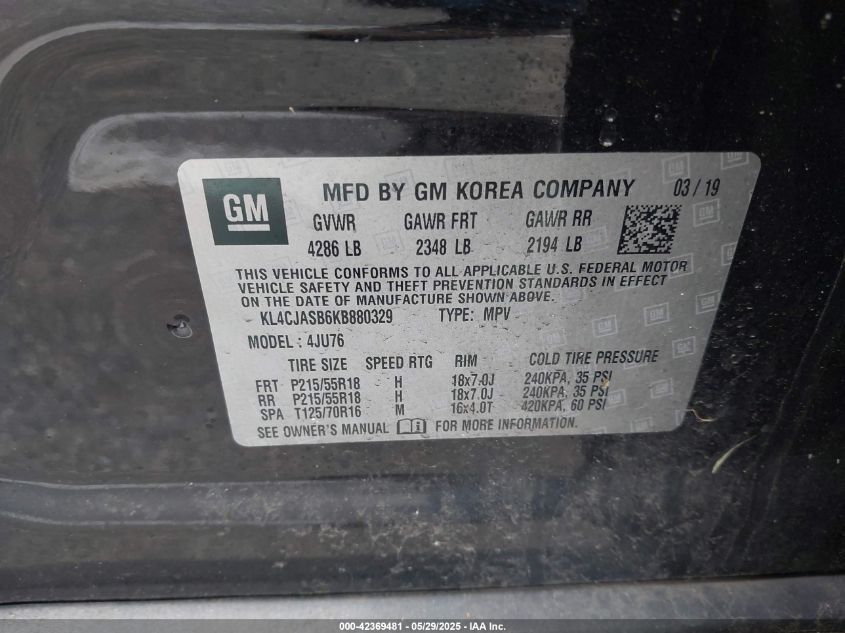 GM MFD BY GM KOREA COMPANY 03 / 19
GVWR GAWR FRT GAWR RR
4286 LB 2348 LB 2194 LB
THIS VEHICLE CONFORMS TO ALL APPLICABLE U.S. FEDERAL MOTOR
VEHICLE SAFETY AND THEFT PREVENTION STANDARDS IN EFFECT
ON THE DATE OF MANUFACTURE SHOWN ABOVE.
KL4CJASB6KB880329 TYPE: MPV
MODEL : 4JU76
TIRE SIZE SPEED RTG RIM COLD TIRE PRESSURE
FRT P215/55R18 H 18x7.0J 240KPA, 35 PSI
RR P215/55R18 H 18x7.0J 240KPA, 35 PSI
SPA T125/70R16 M 16x4.0T 420KPA, 60 PSI
SEE OWNER'S MANUAL FOR MORE INFORMATION.
000-42369481 - 05/29/2025 - IAA Inc.